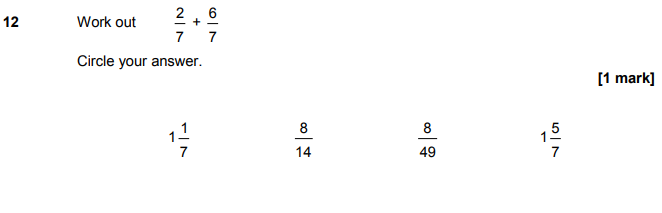 12 Work out 2/7 + 6/7
Circle your answer.
[1 mark]
1 1/7 8/14 8/49 1 5/7